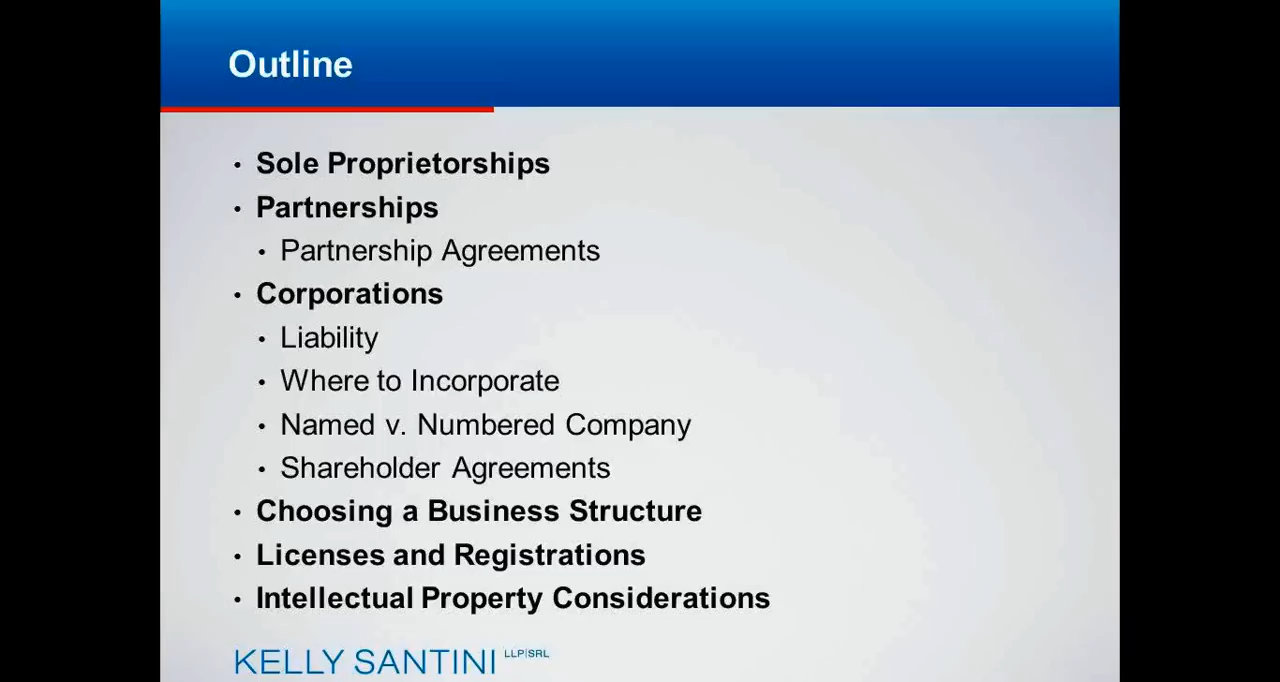 Outline
• Sole Proprietorships
• Partnerships
• Partnership Agreements
• Corporations
• Liability
• Where to Incorporate
• Named v. Numbered Company
• Shareholder Agreements
• Choosing a Business Structure
• Licenses and Registrations
• Intellectual Property Considerations
KELLY SANTINI LLP|SRL